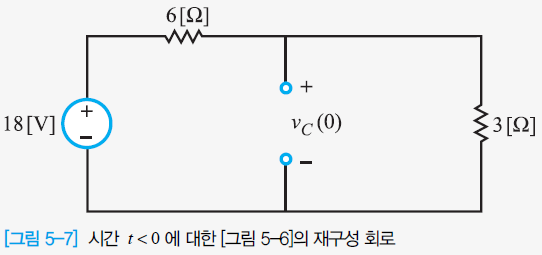 6[Ω]
+
18[V]
+
−
v_C(0)
3[Ω]
−
[그림 5-7] 시간 t < 0 에 대한 [그림 5-6]의 재구성 회로